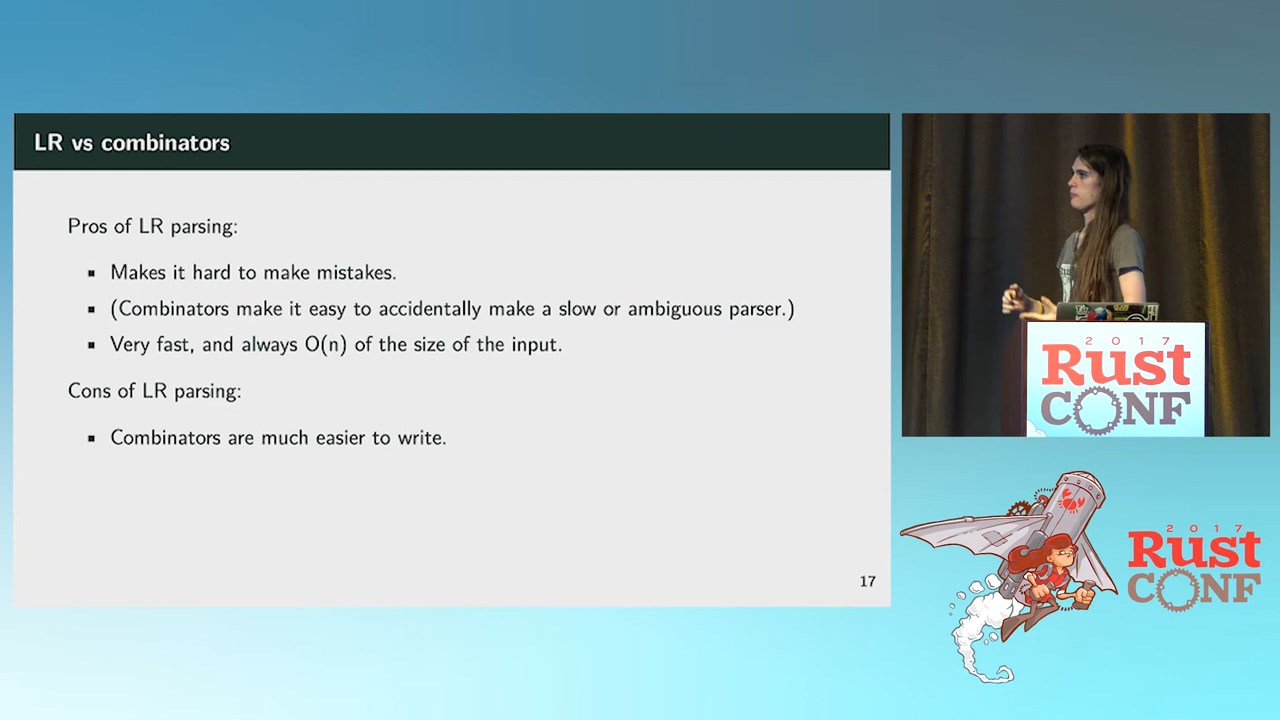 LR vs combinators
Pros of LR parsing:
Makes it hard to make mistakes.
(Combinators make it easy to accidentally make a slow or ambiguous parser.)
Very fast, and always O(n) of the size of the input.
Cons of LR parsing:
Combinators are much easier to write.
17
2017
Rust
CONF
2017
Rust
CONF